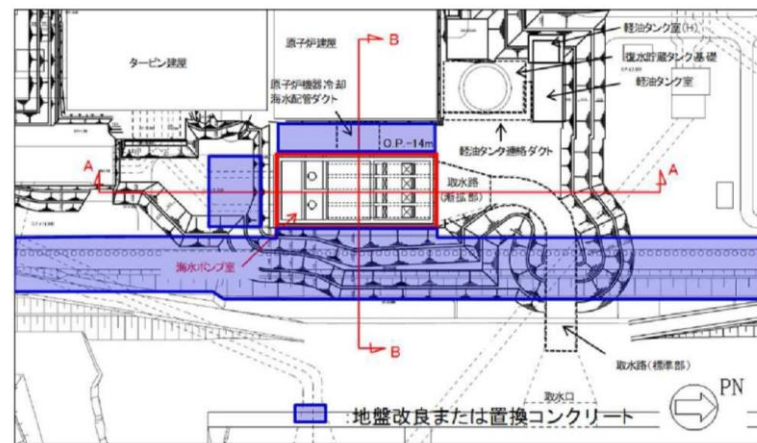 タービン建屋
原子炉建屋
B
軽油タンク室(H)
復水貯蔵タンク基礎
軽油タンク室
原子炉機器冷却
海水配管ダクト
O.P.-14m
軽油タンク連絡ダクト
A
取水路
(漸拡部)
A
海水ポンプ室
B
取水路(標準部)
取水口
PN
地盤改良または置換コンクリート